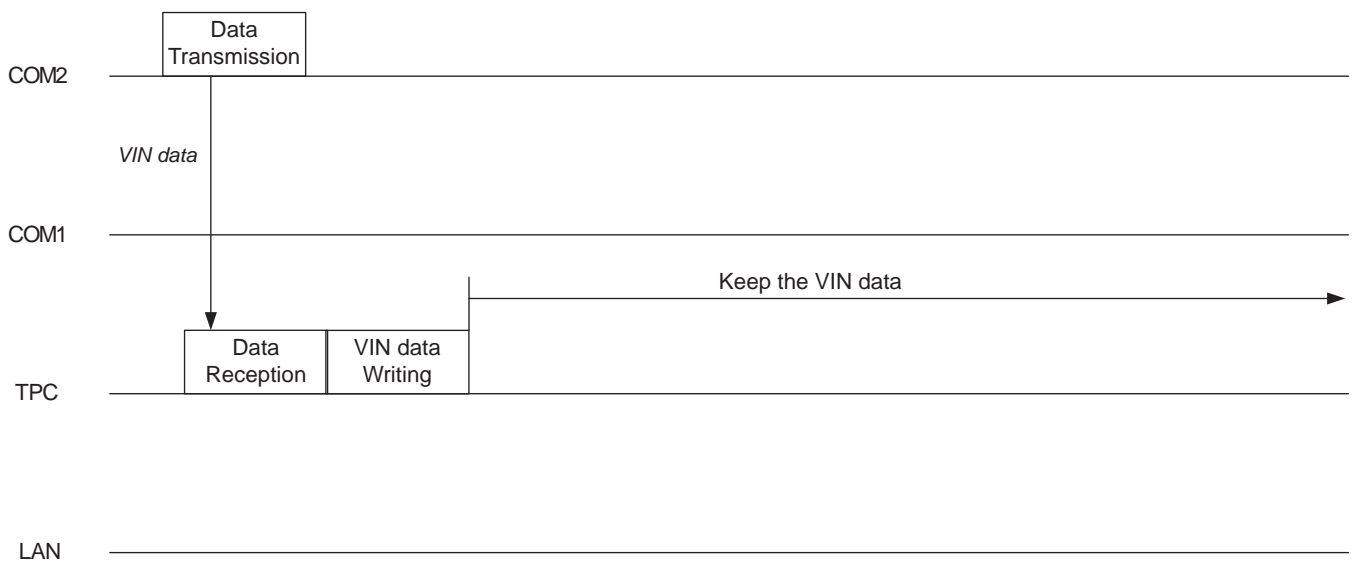 Data
Transmission
COM2
VIN data
COM1
Keep the VIN data
Data
Reception
VIN data
Writing
TPC
LAN